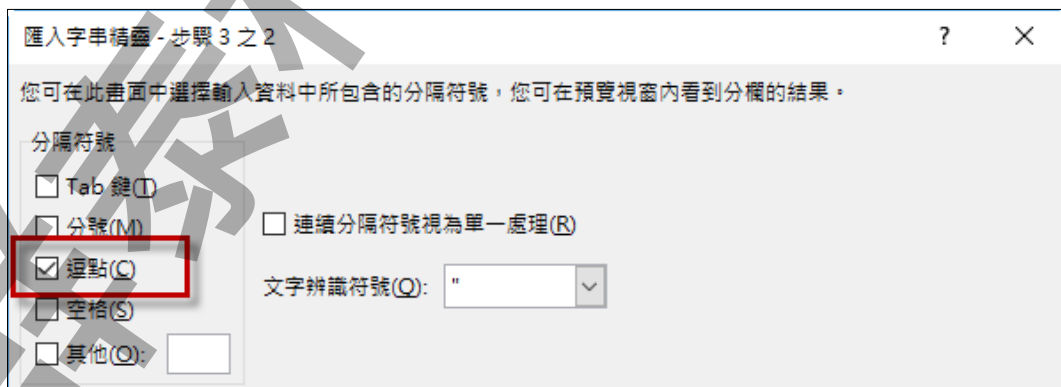 匯入字串精靈 - 步驟 3 之 2
? ×
您可在此畫面中選擇輸入資料中所包含的分隔符號，您可在預覽視窗內看到分欄的結果。
分隔符號
Tab 鍵(T)
分號(M)
連續分隔符號視為單一處理(R)
逗點(C)
文字辨識符號(Q): "
空格(S)
其他(O):